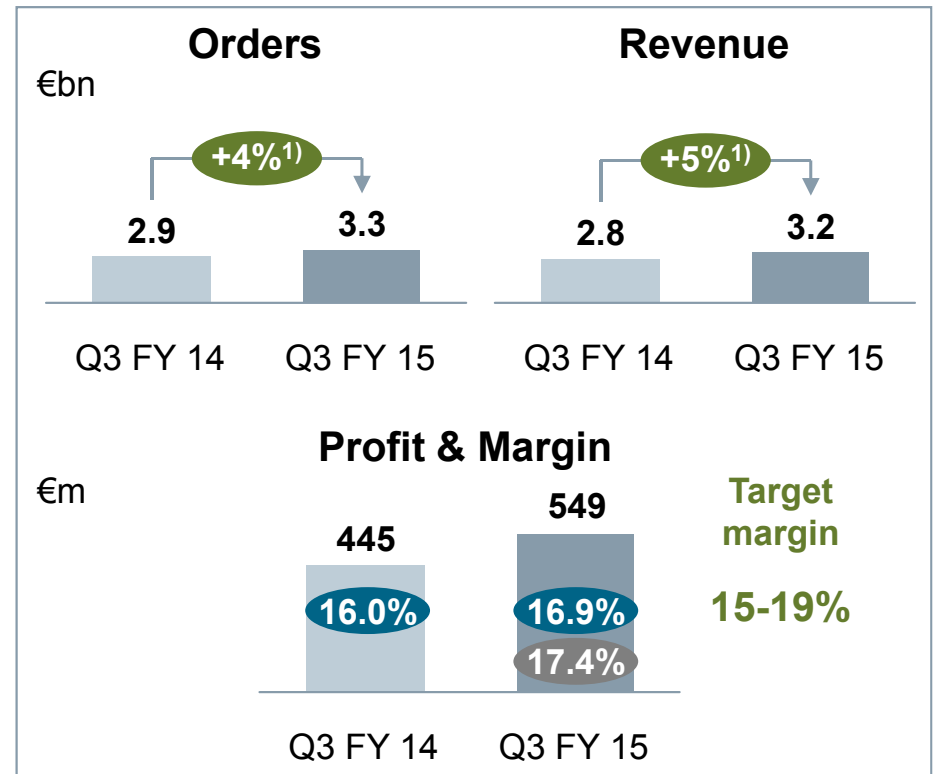 Orders
€bn
+4%1)
2.9
3.3
Q3 FY 14
Q3 FY 15
Revenue
+5%1)
2.8
3.2
Q3 FY 14
Q3 FY 15
Profit & Margin
€m
445
549
16.0%
16.9%
17.4%
Target
margin
15-19%
Q3 FY 14
Q3 FY 15